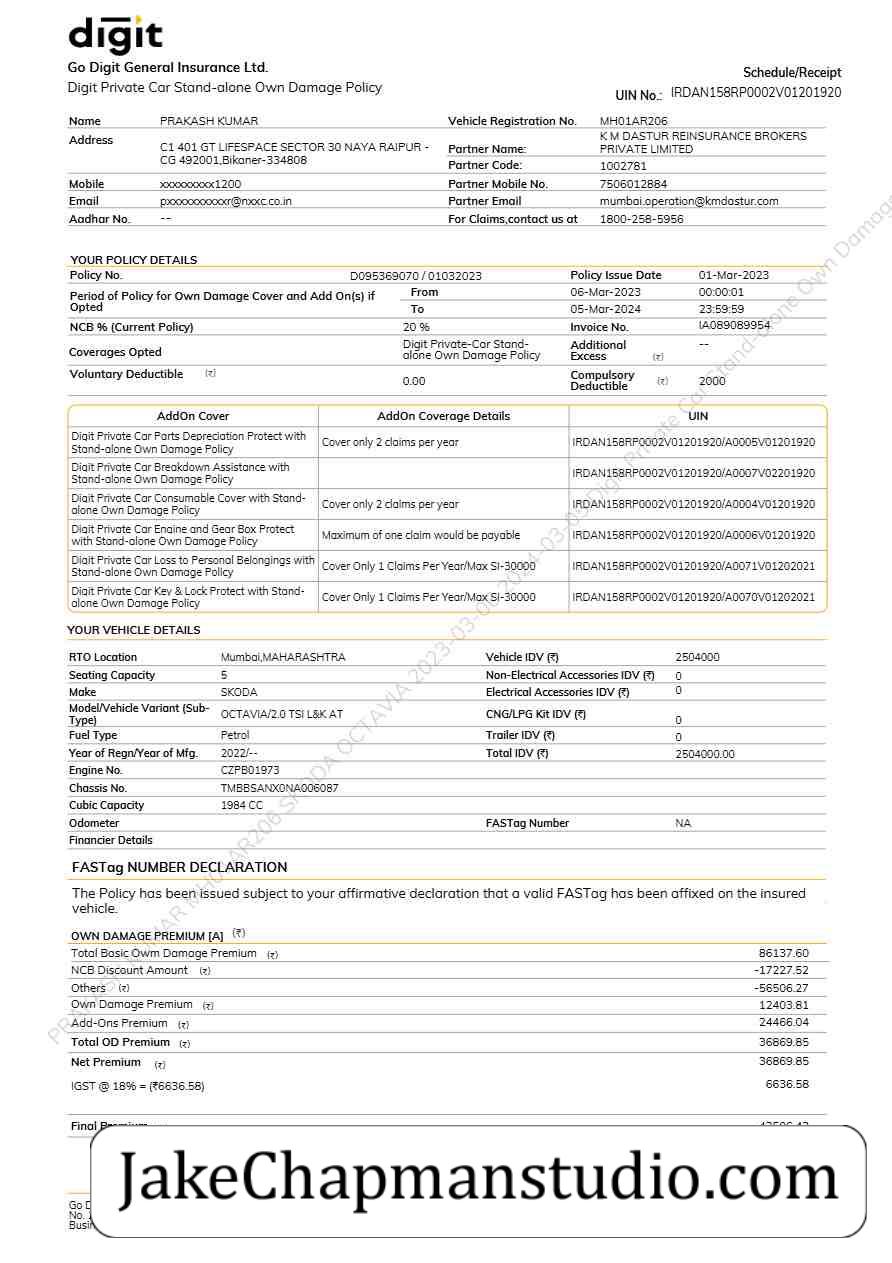 digit
Go Digit General Insurance Ltd.
Digit Private Car Stand-alone Own Damage Policy
Schedule/Receipt
UIN No.: IRDAN158RP0002V01201920
Name PRAKASH KUMAR Vehicle Registration No. MH01AR206
Address C1 401 GT LIFESPACE SECTOR 30 NAYA RAIPUR -
CG 492001,Bikaner-334808
Partner Name: K M DASTUR REINSURANCE BROKERS
PRIVATE LIMITED
Partner Code: 1002781
Mobile xxxxxxxxx1200 Partner Mobile No. 7506012884
Email pxxxxxxxxxxr@nxxc.co.in Partner Email mumbai.operation@kmdastur.com
Aadhar No. -- For Claims,contact us at 1800-258-5956
YOUR POLICY DETAILS
Policy No. D095369070 / 01032023 Policy Issue Date 01-Mar-2023
Period of Policy for Own Damage Cover and Add On(s) if
Opted
From 06-Mar-2023 00:00:01
To 05-Mar-2024 23:59:59
NCB % (Current Policy) 20 % Invoice No. IA089089954
Coverages Opted Digit Private-Car Stand-
alone Own Damage Policy
Additional
Excess (₹) --
Voluntary Deductible (₹) 0.00 Compulsory
Deductible (₹) 2000
AddOn Cover AddOn Coverage Details UIN
Digit Private Car Parts Depreciation Protect with
Stand-alone Own Damage Policy
Cover only 2 claims per year
IRDAN158RP0002V01201920/A0005V01201920
Digit Private Car Breakdown Assistance with
Stand-alone Own Damage Policy
IRDAN158RP0002V01201920/A0007V02201920
Digit Private Car Consumable Cover with Stand-
alone Own Damage Policy
Cover only 2 claims per year
IRDAN158RP0002V01201920/A0004V01201920
Digit Private Car Engine and Gear Box Protect
with Stand-alone Own Damage Policy
Maximum of one claim would be payable
IRDAN158RP0002V01201920/A0006V01201920
Digit Private Car Loss to Personal Belongings with
Stand-alone Own Damage Policy
Cover Only 1 Claims Per Year/Max SI-30000
IRDAN158RP0002V01201920/A0071V01202021
Digit Private Car Key & Lock Protect with Stand-
alone Own Damage Policy
Cover Only 1 Claims Per Year/Max SI-30000
IRDAN158RP0002V01201920/A0070V01202021
YOUR VEHICLE DETAILS
RTO Location Mumbai,MAHARASHTRA Vehicle IDV (₹) 2504000
Seating Capacity 5 Non-Electrical Accessories IDV (₹) 0
Make SKODA Electrical Accessories IDV (₹) 0
Model/Vehicle Variant (Sub-
Type) OCTAVIA/2.0 TSI L&K AT CNG/LPG Kit IDV (₹) 0
Fuel Type Petrol Trailer IDV (₹) 0
Year of Regn/Year of Mfg. 2022/-- Total IDV (₹) 2504000.00
Engine No. CZPB01973
Chassis No. TMBBSANX0NA006087
Cubic Capacity 1984 CC
Odometer FASTag Number NA
Financier Details
FASTag NUMBER DECLARATION
The Policy has been issued subject to your affirmative declaration that a valid FASTag has been affixed on the insured
vehicle.
OWN DAMAGE PREMIUM [A] (₹)
Total Basic Owm Damage Premium (₹) 86137.60
NCB Discount Amount (₹) -17227.52
Others (₹) -56506.27
Own Damage Premium (₹) 12403.81
Add-Ons Premium (₹) 24466.04
Total OD Premium (₹) 36869.85
Net Premium (₹) 36869.85
IGST @ 18% = (₹6636.58) 6636.58
Final Premium
Go D
No.
Busin
JakeChapmanstudio.com